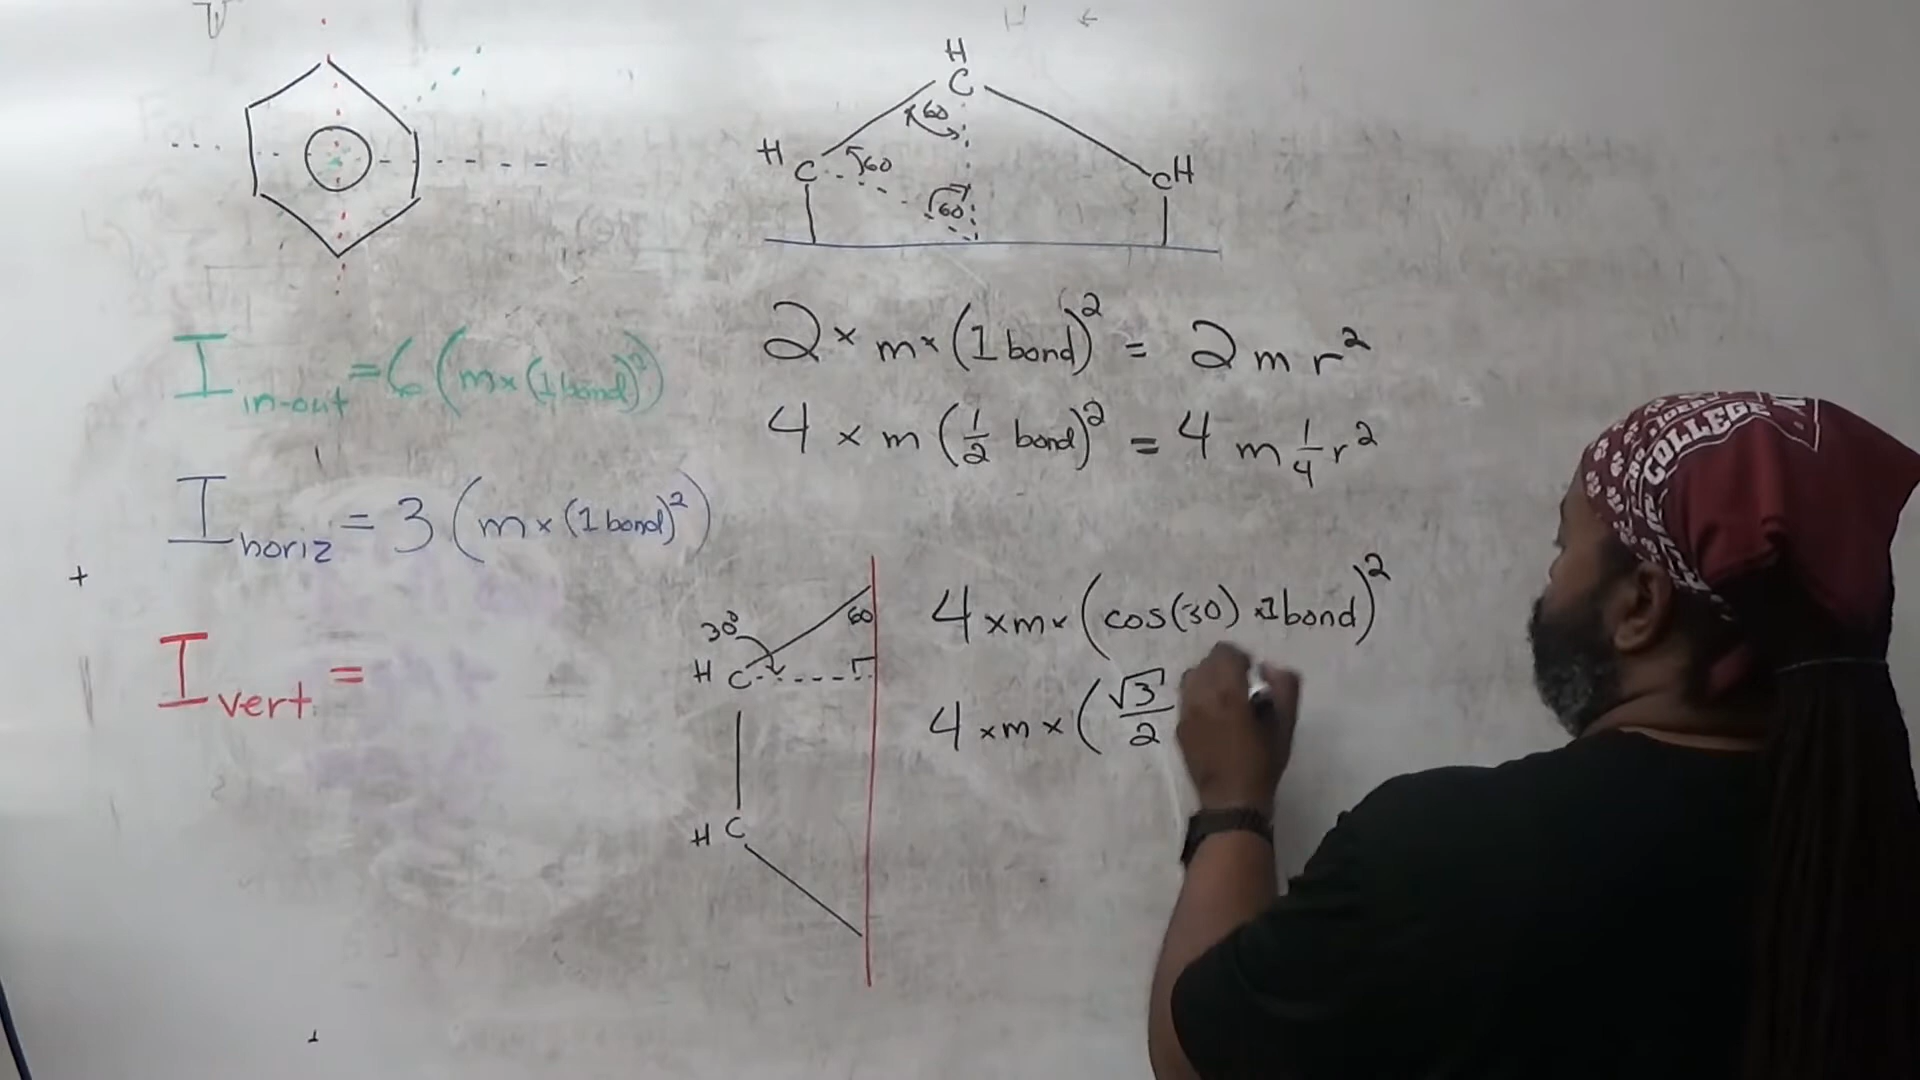 H
C
60
H
C
60
60
C H
2 × m × (1 bond)² = 2 m r²
4 × m (1/2 bond)² = 4 m 1/4 r²
I in-out = 6 (m × (1 bond)²)
I horiz = 3 (m × (1 bond)²)
I vert =
30°
60
H C
H C
4 × m × (cos(30) × 1 bond)²
4 × m × (√3/2
COLLEGE